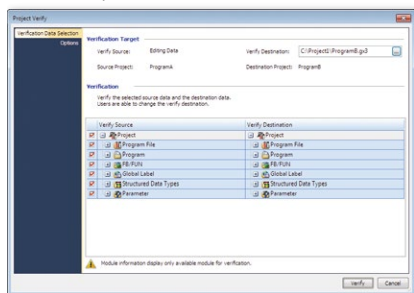 Project Verify
Verification Data Selection
Options
Verification Target
Verify Source: Editing Data Verify Destination: C:\Project1\ProgramB.gx3 ...
Source Project: ProgramA Destination Project: ProgramB
Verification
Verify the selected source data and the destination data.
Users are able to change the verify destination.
Verify Source Verify Destination
Project Project
Program File Program File
Program Program
FB/FUN FB/FUN
Global Label Global Label
Structured Data Types Structured Data Types
Parameter Parameter
Module information display only available module for verification.
Verify Cancel